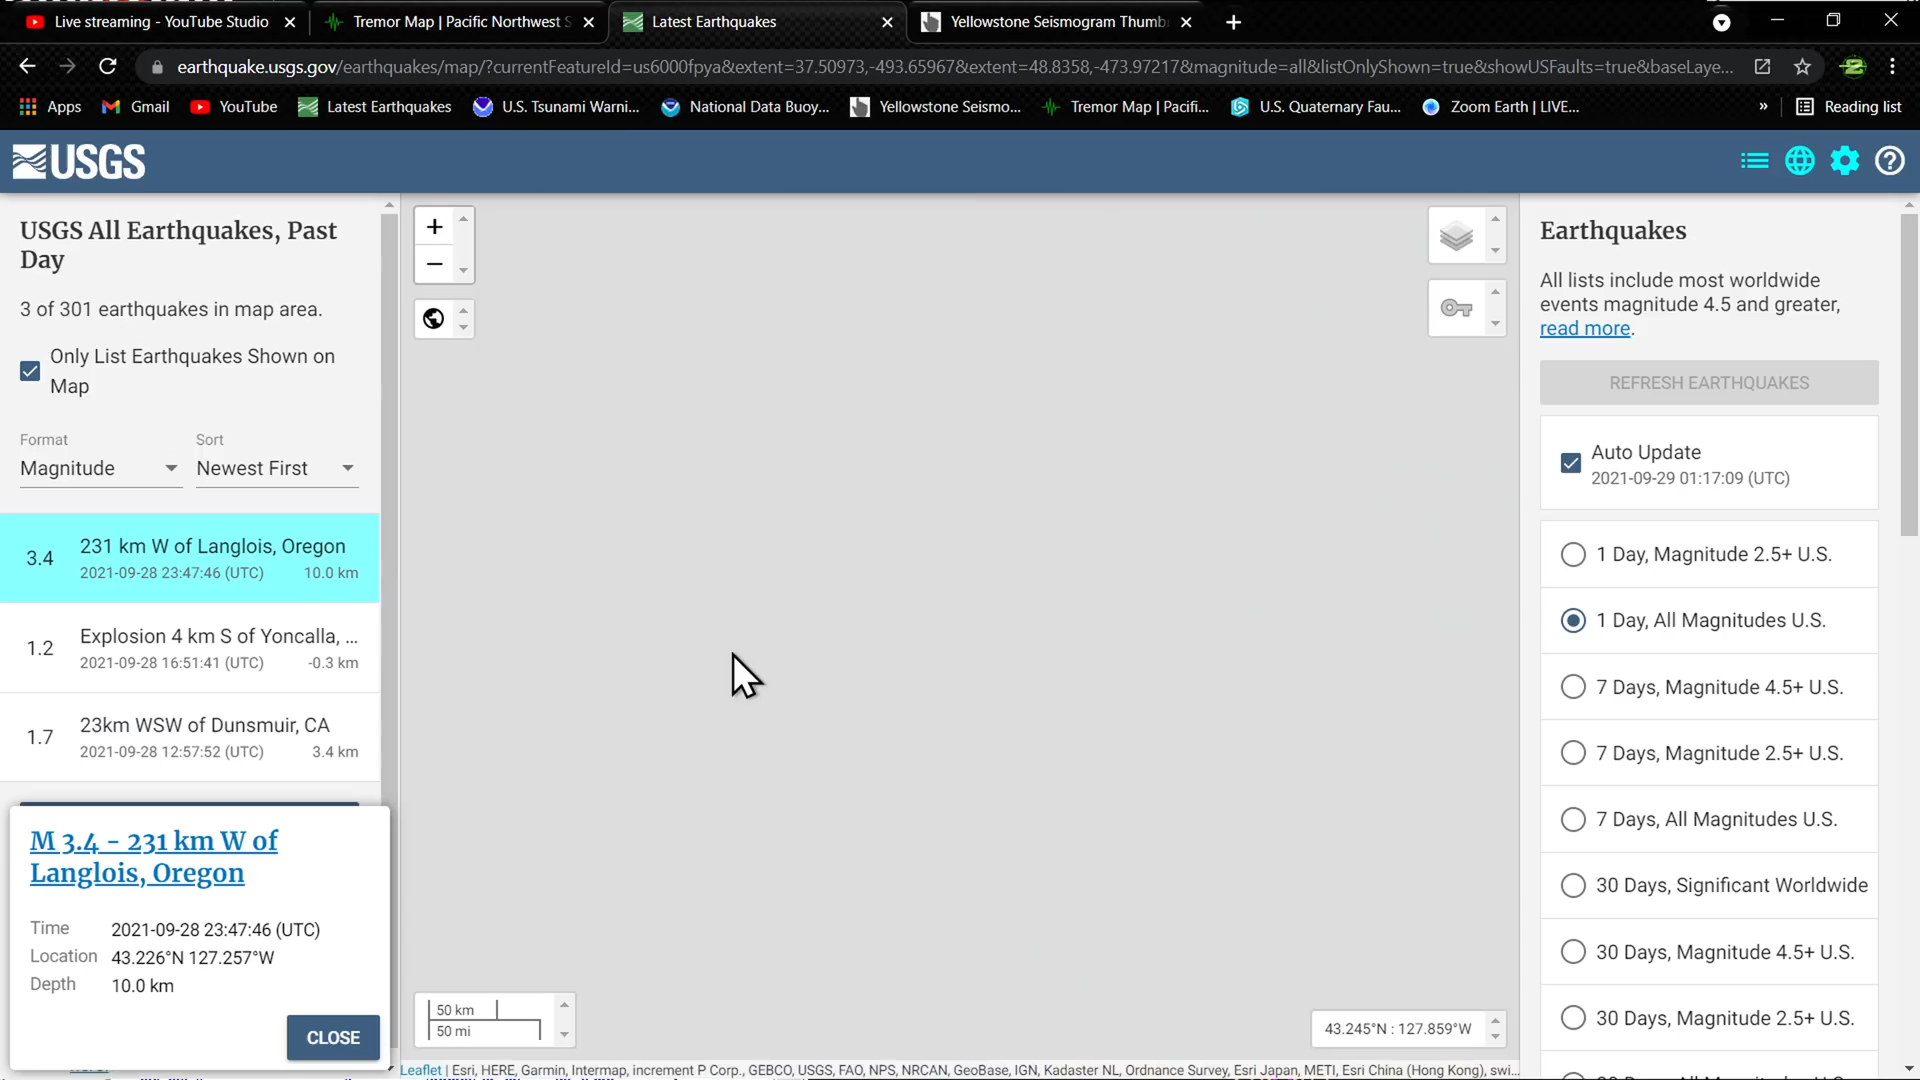 Live streaming - YouTube Studio
Tremor Map | Pacific Northwest S
Latest Earthquakes
Yellowstone Seismogram Thumb
earthquake.usgs.gov/earthquakes/map/?currentFeatureId=us6000fpya&extent=37.50973,-493.65967&extent=48.8358,-473.97217&magnitude=all&listOnlyShown=true&showUSFaults=true&baseLaye...
Apps
Gmail
YouTube
Latest Earthquakes
U.S. Tsunami Warni...
National Data Buoy...
Yellowstone Seismo...
Tremor Map | Pacifi...
U.S. Quaternary Fau...
Zoom Earth | LIVE...
»
Reading list
USGS
USGS All Earthquakes, Past
Day
3 of 301 earthquakes in map area.
Only List Earthquakes Shown on
Map
Format
Sort
Magnitude
Newest First
3.4
231 km W of Langlois, Oregon
2021-09-28 23:47:46 (UTC)
10.0 km
1.2
Explosion 4 km S of Yoncalla, ...
2021-09-28 16:51:41 (UTC)
-0.3 km
1.7
23km WSW of Dunsmuir, CA
2021-09-28 12:57:52 (UTC)
3.4 km
M 3.4 - 231 km W of
Langlois, Oregon
Time
2021-09-28 23:47:46 (UTC)
Location
43.226°N 127.257°W
Depth
10.0 km
CLOSE
+
−
50 km
50 mi
43.245°N : 127.859°W
Leaflet | Esri, HERE, Garmin, Intermap, increment P Corp., GEBCO, USGS, FAO, NPS, NRCAN, GeoBase, IGN, Kadaster NL, Ordnance Survey, Esri Japan, METI, Esri China (Hong Kong), swi...
Earthquakes
All lists include most worldwide
events magnitude 4.5 and greater,
read more.
REFRESH EARTHQUAKES
Auto Update
2021-09-29 01:17:09 (UTC)
1 Day, Magnitude 2.5+ U.S.
1 Day, All Magnitudes U.S.
7 Days, Magnitude 4.5+ U.S.
7 Days, Magnitude 2.5+ U.S.
7 Days, All Magnitudes U.S.
30 Days, Significant Worldwide
30 Days, Magnitude 4.5+ U.S.
30 Days, Magnitude 2.5+ U.S.